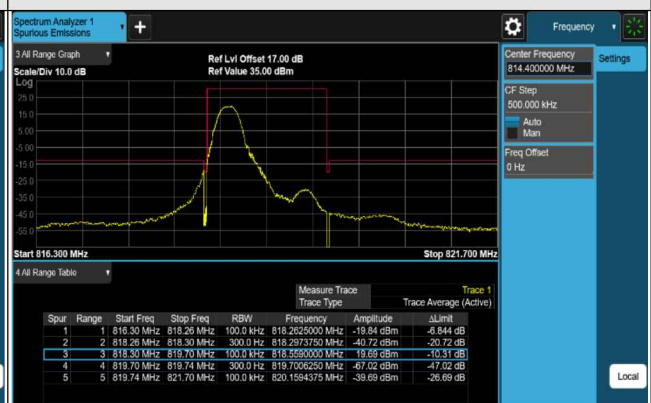 Spectrum Analyzer 1
Spurious Emissions
+
Frequency
3 All Range Graph
Ref Lvl Offset 17.00 dB
Scale/Div 10.0 dB
Ref Value 35.00 dBm
Log
25.0
15.0
5.00
-5.00
-15.0
-25.0
-35.0
-45.0
-55.0
Start 816.300 MHz
Stop 821.700 MHz
4 All Range Table
Measure Trace Trace 1
Trace Type Trace Average (Active)
Spur Range Start Freq Stop Freq RBW Frequency Amplitude ΔLimit
1 1 816.30 MHz 818.26 MHz 100.0 kHz 818.2625000 MHz -19.84 dBm -6.844 dB
2 2 818.26 MHz 818.30 MHz 300.0 Hz 818.2973750 MHz -40.72 dBm -20.72 dB
3 3 818.30 MHz 819.70 MHz 100.0 kHz 818.5590000 MHz 19.69 dBm -10.31 dB
4 4 819.70 MHz 819.74 MHz 300.0 Hz 819.7006250 MHz -67.02 dBm -47.02 dB
5 5 819.74 MHz 821.70 MHz 100.0 kHz 820.1594375 MHz -39.69 dBm -26.69 dB
Center Frequency
814.400000 MHz
Settings
CF Step
500.000 kHz
Auto
Man
Freq Offset
0 Hz
Local